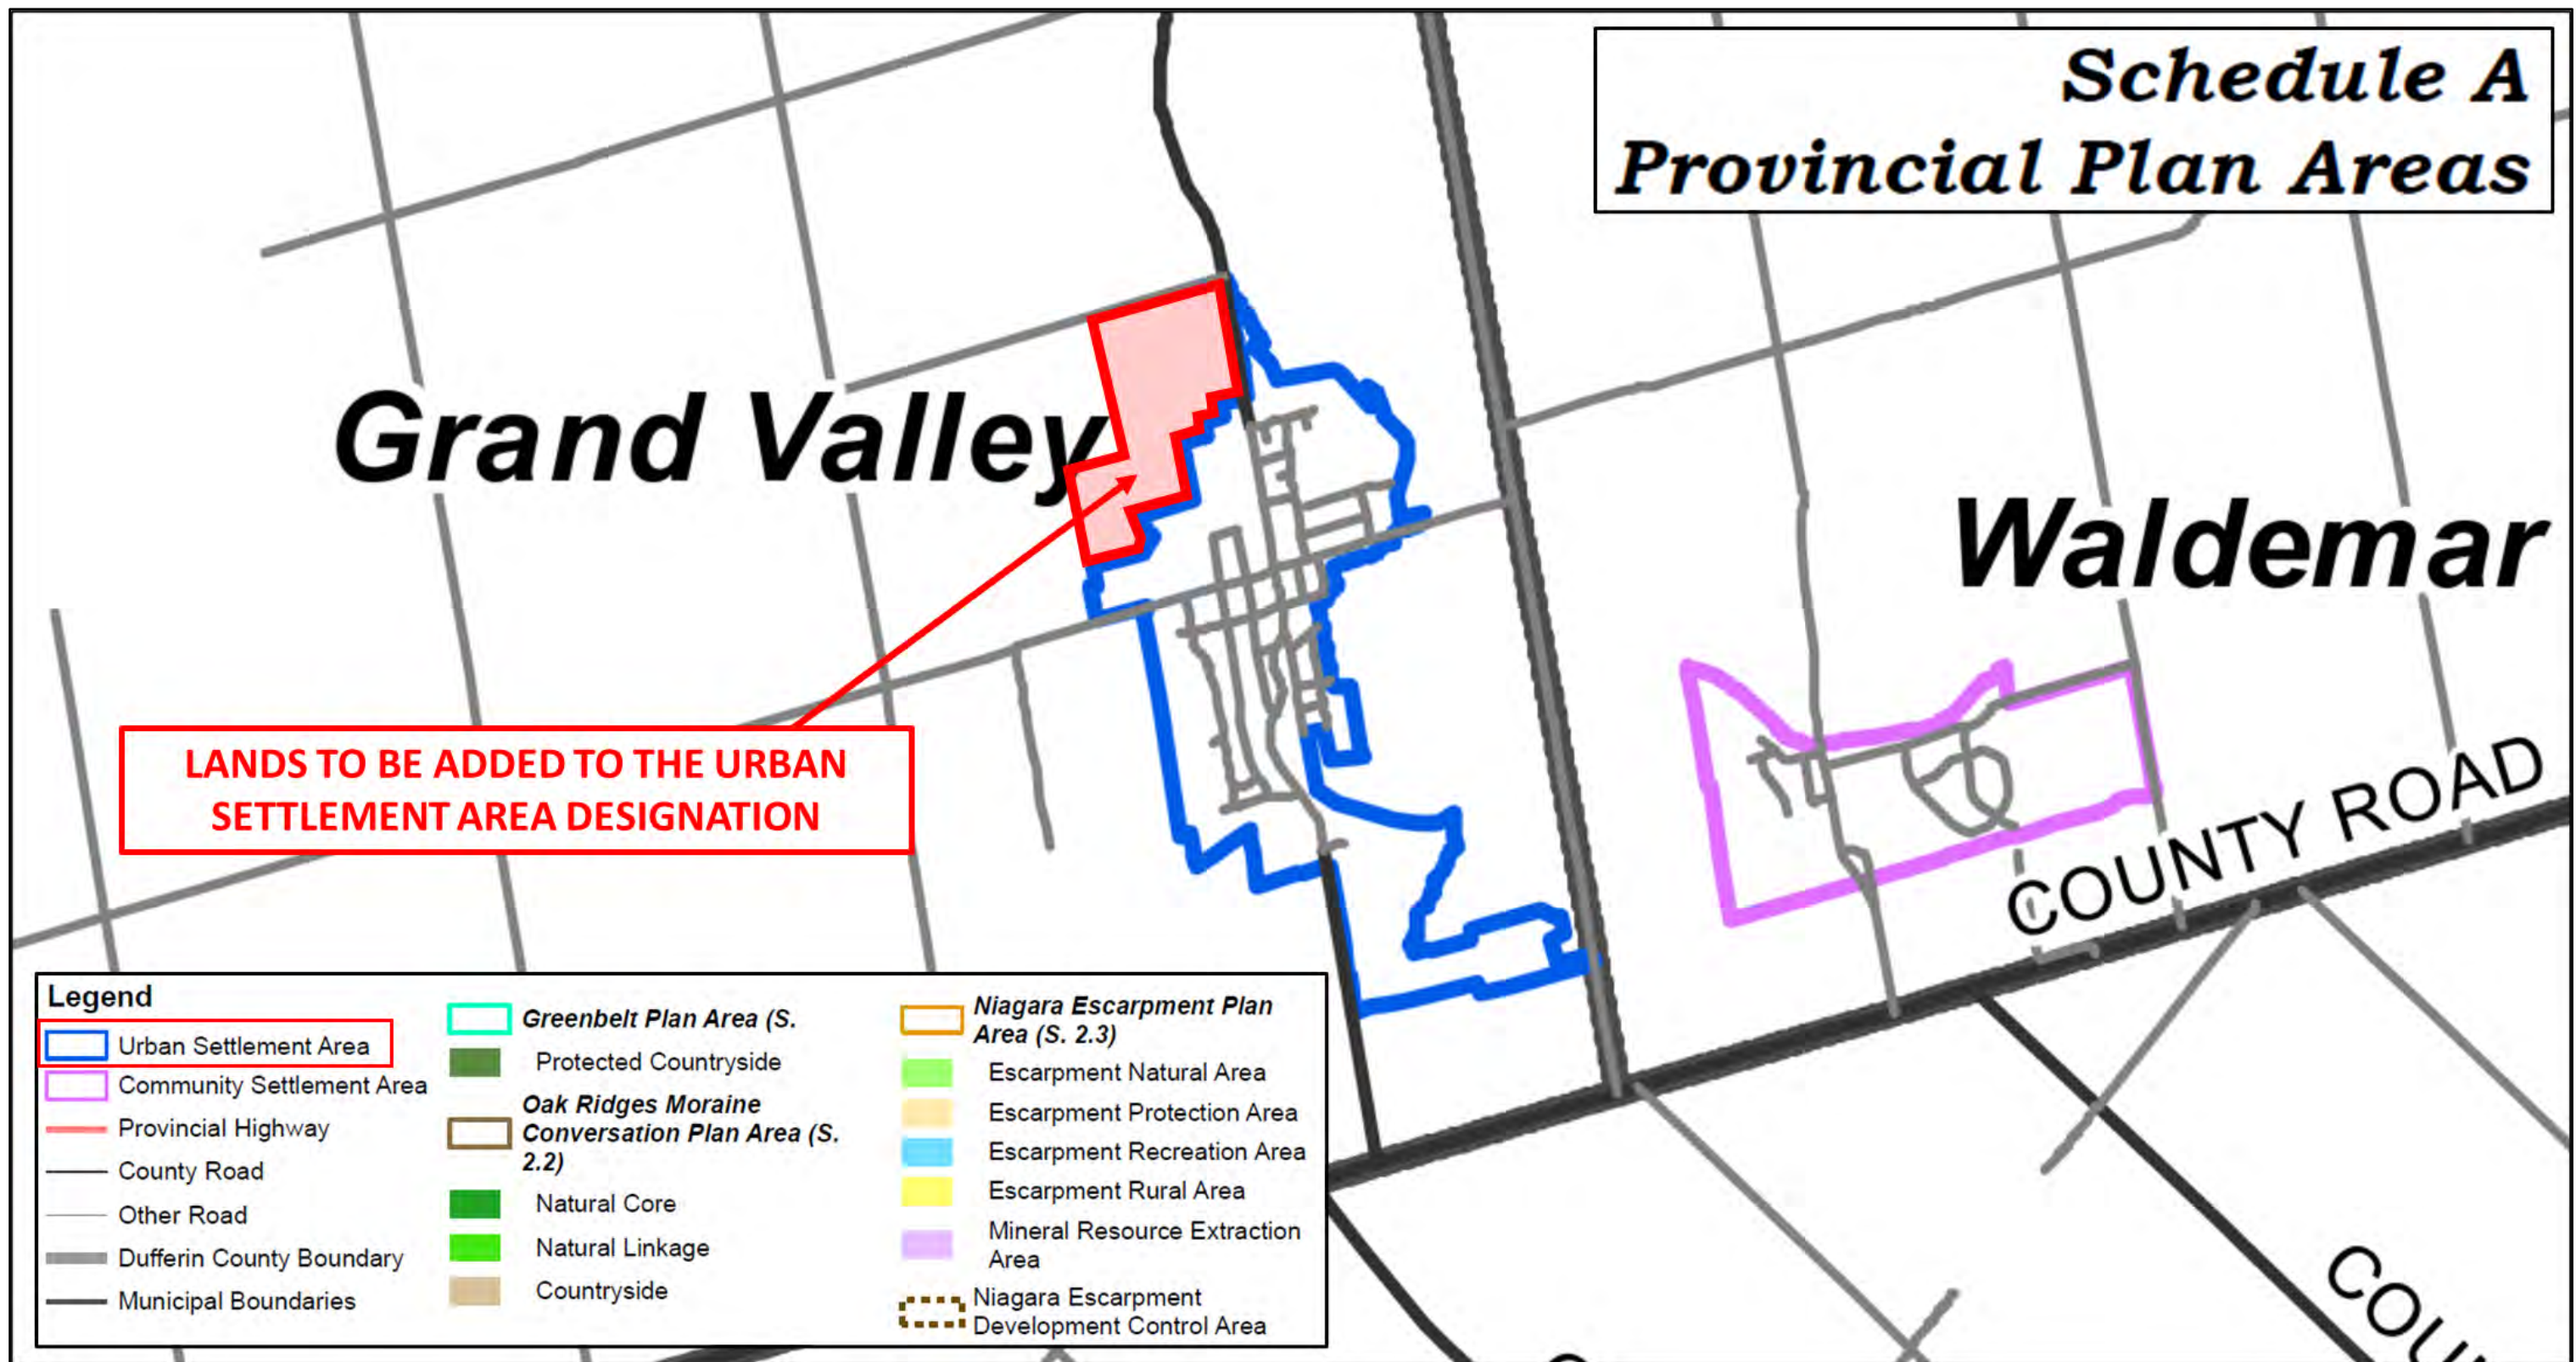 Schedule A
Provincial Plan Areas
Grand Valley
Waldemar
LANDS TO BE ADDED TO THE URBAN
SETTLEMENT AREA DESIGNATION
COUNTY ROAD
Legend
Urban Settlement Area
Community Settlement Area
Provincial Highway
County Road
Other Road
Dufferin County Boundary
Municipal Boundaries
Greenbelt Plan Area (S.
Protected Countryside
Oak Ridges Moraine
Conversation Plan Area (S.
2.2)
Natural Core
Natural Linkage
Countryside
Niagara Escarpment Plan
Area (S. 2.3)
Escarpment Natural Area
Escarpment Protection Area
Escarpment Recreation Area
Escarpment Rural Area
Mineral Resource Extraction
Area
Niagara Escarpment
Development Control Area